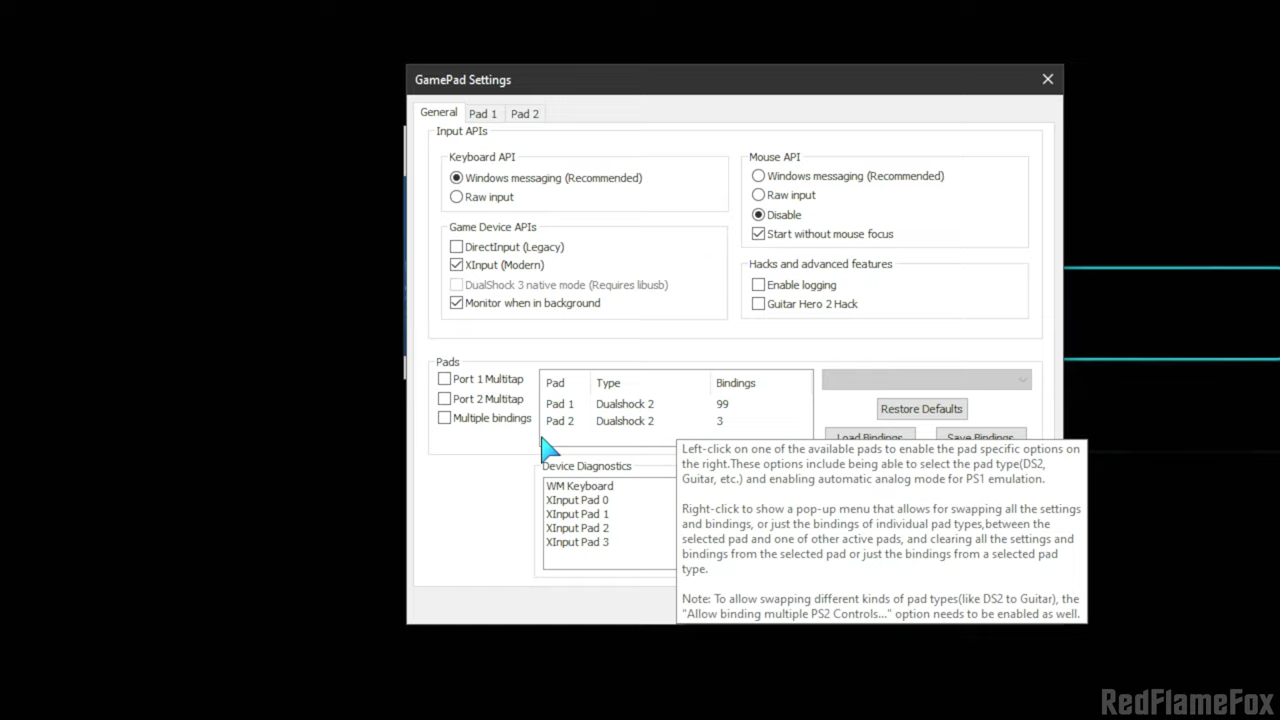 GamePad Settings
General Pad 1 Pad 2
Input APIs
Keyboard API
Windows messaging (Recommended)
Raw input
Mouse API
Windows messaging (Recommended)
Raw input
Disable
Start without mouse focus
Game Device APIs
DirectInput (Legacy)
XInput (Modern)
DualShock 3 native mode (Requires libusb)
Monitor when in background
Hacks and advanced features
Enable logging
Guitar Hero 2 Hack
Pads
Port 1 Multitap
Port 2 Multitap
Multiple bindings
Pad Type Bindings
Pad 1 Dualshock 2 99
Pad 2 Dualshock 2 3
Restore Defaults
Load Bindings Save Bindings
Device Diagnostics
WM Keyboard
XInput Pad 0
XInput Pad 1
XInput Pad 2
XInput Pad 3
Left-click on one of the available pads to enable the pad specific options on
the right.These options include being able to select the pad type(DS2,
Guitar, etc.) and enabling automatic analog mode for PS1 emulation.
Right-click to show a pop-up menu that allows for swapping all the settings
and bindings, or just the bindings of individual pad types,between the
selected pad and one of other active pads, and clearing all the settings and
bindings from the selected pad or just the bindings from a selected pad
type.
Note: To allow swapping different kinds of pad types(like DS2 to Guitar), the
"Allow binding multiple PS2 Controls..." option needs to be enabled as well.
RedFlameFox